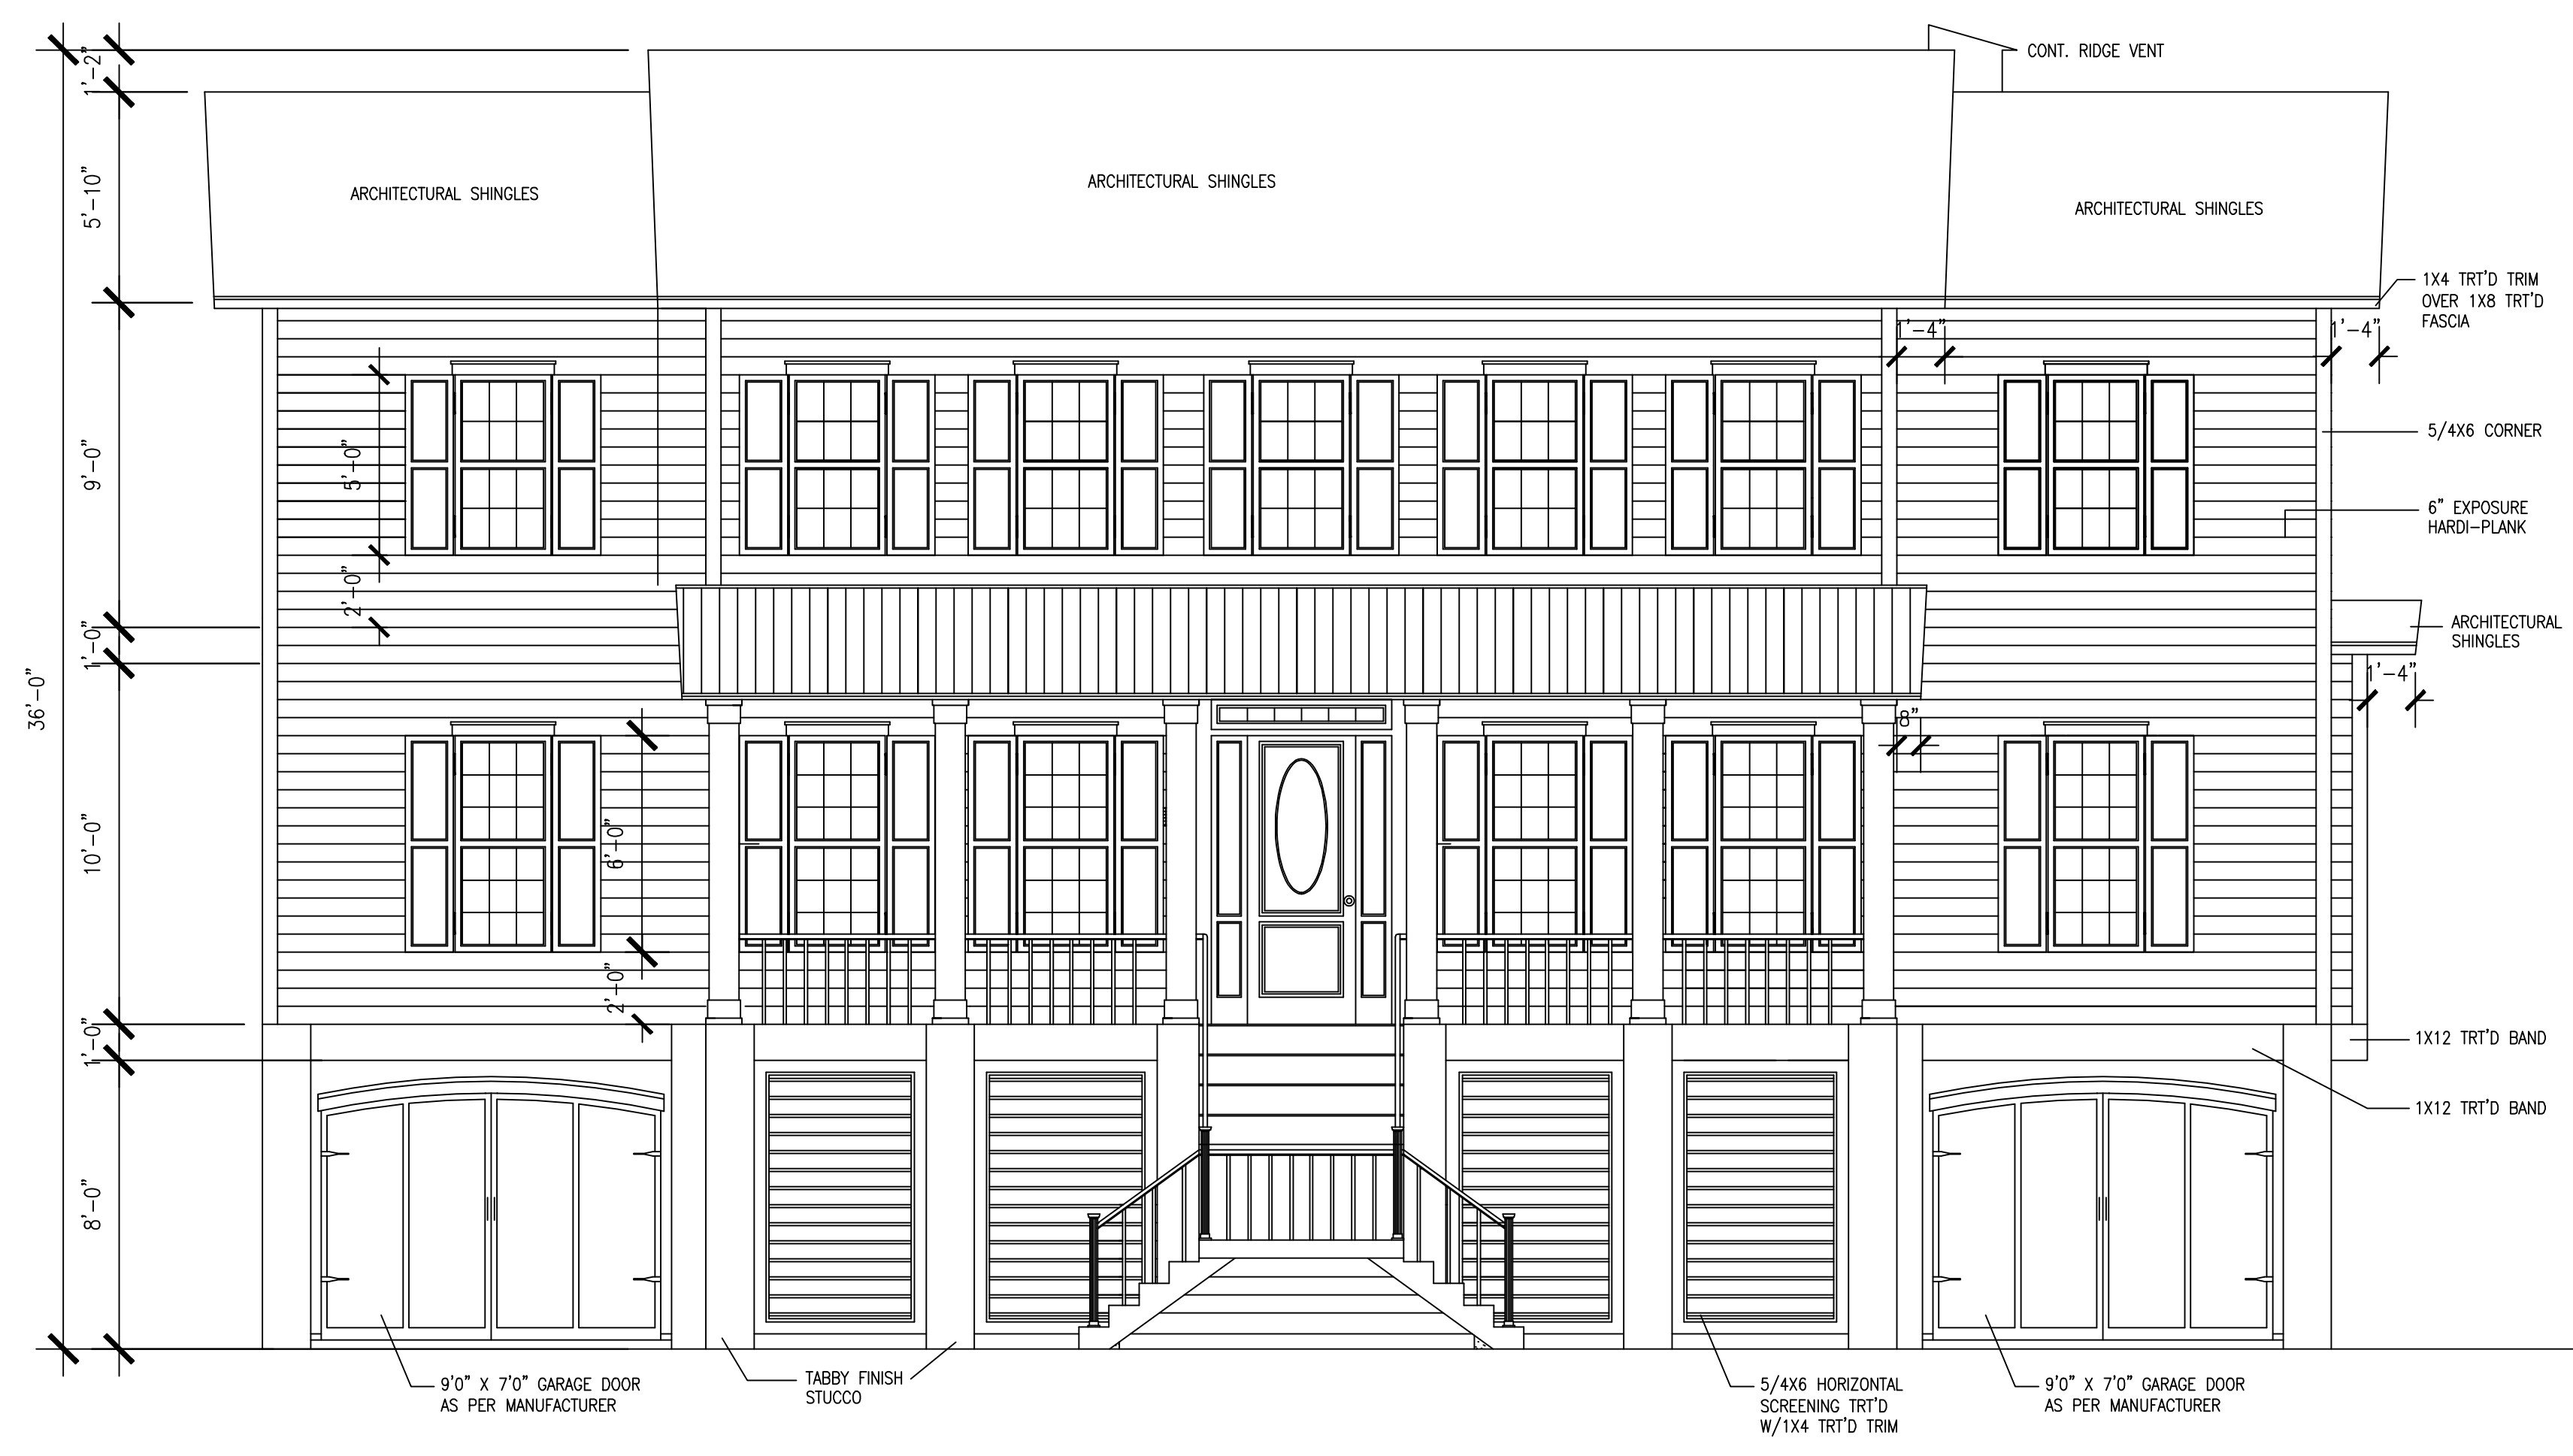 CONT. RIDGE VENT
1'-2"
5'-10"
ARCHITECTURAL SHINGLES
ARCHITECTURAL SHINGLES
ARCHITECTURAL SHINGLES
1X4 TRT'D TRIM
OVER 1X8 TRT'D
FASCIA
1'-4"
1'-4"
5/4X6 CORNER
9'-0"
5'-0"
6" EXPOSURE
HARDI-PLANK
2'-0"
1'-0"
ARCHITECTURAL
SHINGLES
1'-4"
36'-0"
8"
10'-0"
6'-0"
2'-0"
1'-0"
1X12 TRT'D BAND
1X12 TRT'D BAND
8'-0"
9'0" X 7'0" GARAGE DOOR
AS PER MANUFACTURER
TABBY FINISH
STUCCO
5/4X6 HORIZONTAL
SCREENING TRT'D
W/1X4 TRT'D TRIM
9'0" X 7'0" GARAGE DOOR
AS PER MANUFACTURER